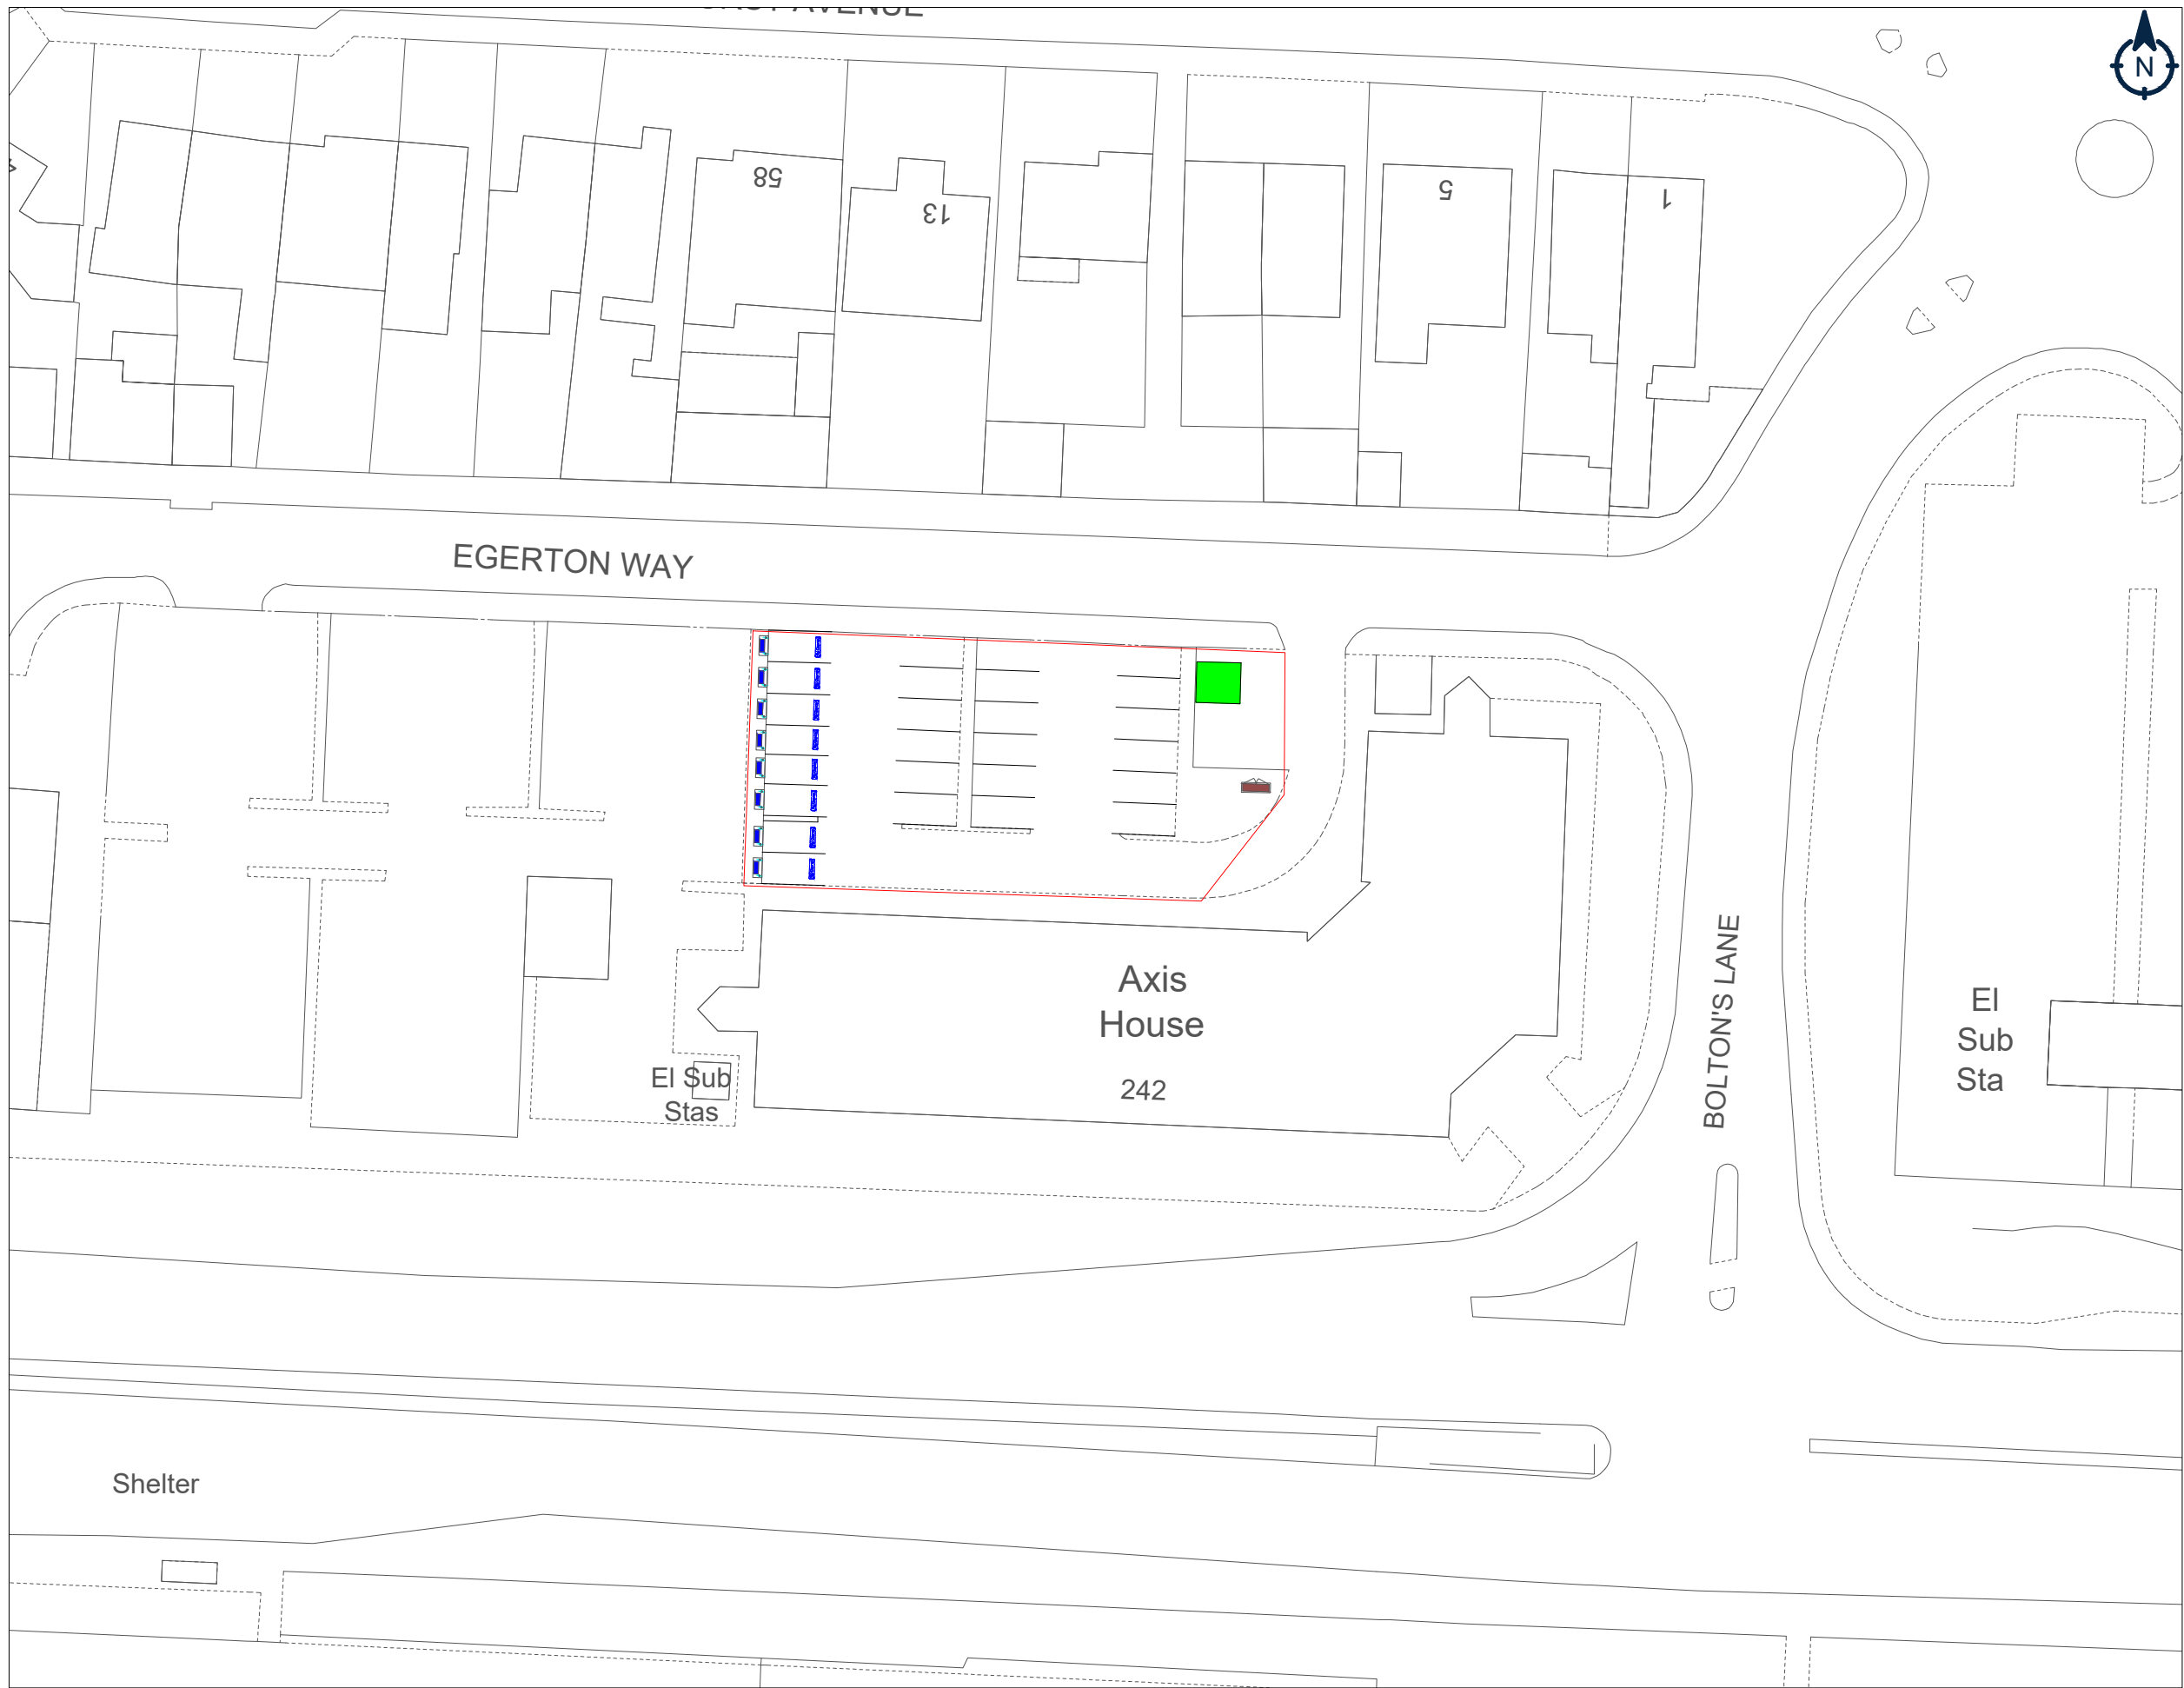 N
58
13
5
1
EGERTON WAY
Axis
House
242
El Sub
Stas
BOLTON'S LANE
El
Sub
Sta
Shelter